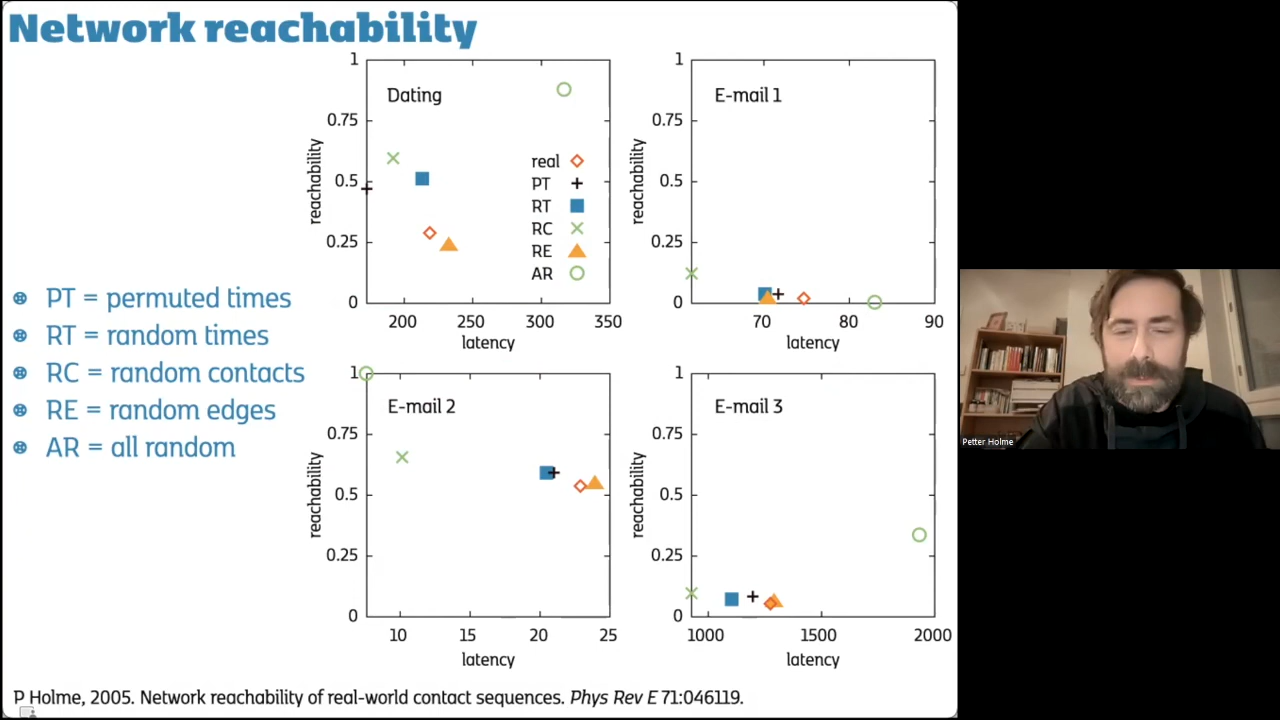 Network reachability
PT = permuted times
RT = random times
RC = random contacts
RE = random edges
AR = all random
Dating
real
PT
RT
RC
RE
AR
1
0.75
0.5
0.25
0
200 250 300 350
latency
reachability
E-mail 1
1
0.75
0.5
0.25
0
70 80 90
latency
reachability
E-mail 2
1
0.75
0.5
0.25
0
10 15 20 25
latency
reachability
E-mail 3
1
0.75
0.5
0.25
0
1000 1500 2000
latency
reachability
P Holme, 2005. Network reachability of real-world contact sequences. Phys Rev E 71:046119.
Petter Holme